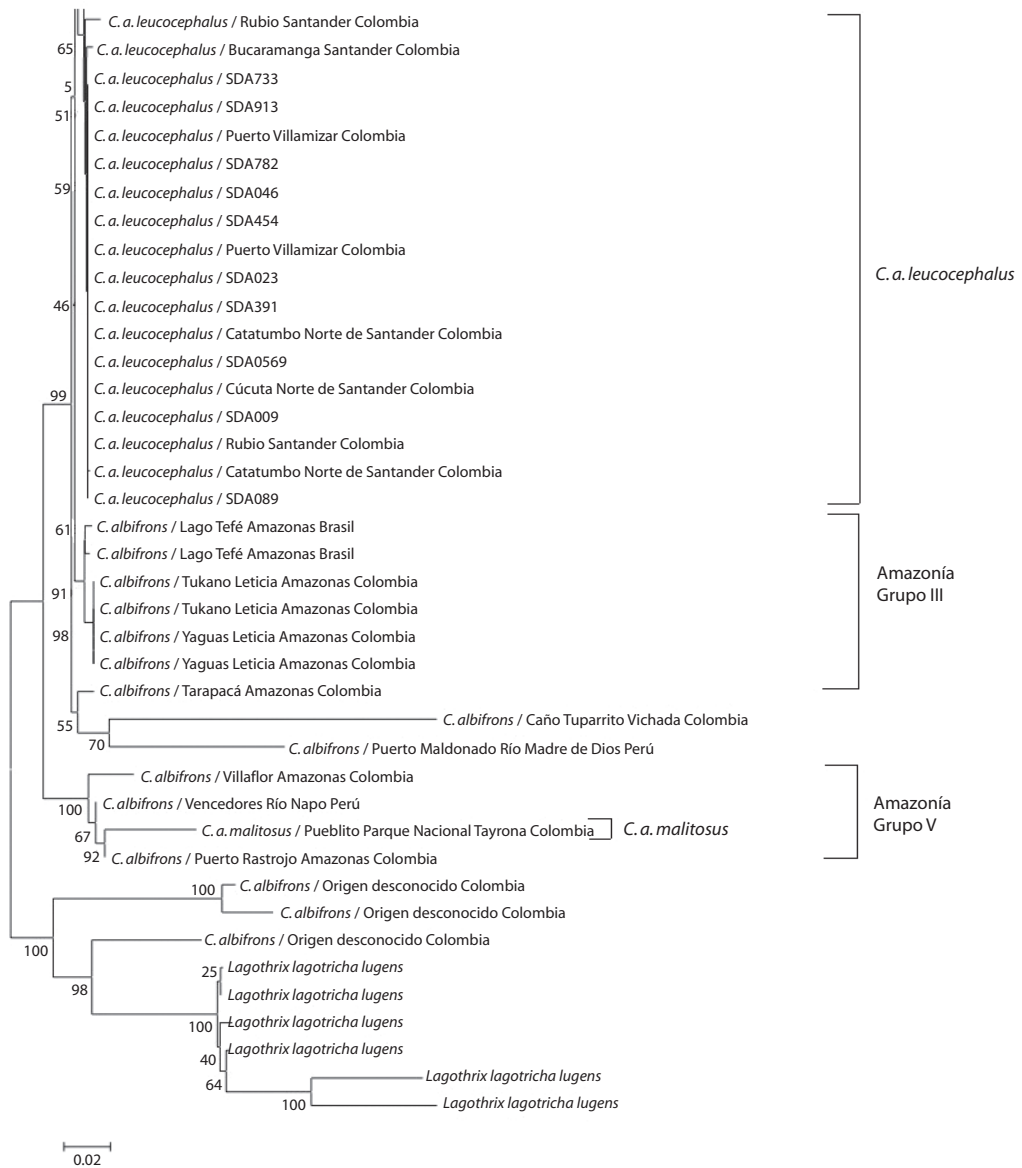 C. a. leucocephalus / Rubio Santander Colombia
65
C. a. leucocephalus / Bucaramanga Santander Colombia
C. a. leucocephalus / SDA733
5
C. a. leucocephalus / SDA913
51
C. a. leucocephalus / Puerto Villamizar Colombia
C. a. leucocephalus / SDA782
59
C. a. leucocephalus / SDA046
C. a. leucocephalus / SDA454
C. a. leucocephalus / Puerto Villamizar Colombia
C. a. leucocephalus / SDA023
C. a. leucocephalus
46
C. a. leucocephalus / SDA391
C. a. leucocephalus / Catatumbo Norte de Santander Colombia
C. a. leucocephalus / SDA0569
C. a. leucocephalus / Cúcuta Norte de Santander Colombia
99
C. a. leucocephalus / SDA009
C. a. leucocephalus / Rubio Santander Colombia
C. a. leucocephalus / Catatumbo Norte de Santander Colombia
C. a. leucocephalus / SDA089
61
C. albifrons / Lago Tefé Amazonas Brasil
C. albifrons / Lago Tefé Amazonas Brasil
C. albifrons / Tukano Leticia Amazonas Colombia
Amazonía
Grupo III
91
C. albifrons / Tukano Leticia Amazonas Colombia
98
C. albifrons / Yaguas Leticia Amazonas Colombia
C. albifrons / Yaguas Leticia Amazonas Colombia
C. albifrons / Tarapacá Amazonas Colombia
55
C. albifrons / Caño Tuparrito Vichada Colombia
70
C. albifrons / Puerto Maldonado Río Madre de Dios Perú
C. albifrons / Villaflor Amazonas Colombia
100
C. albifrons / Vencedores Río Napo Perú
Amazonía
Grupo V
67
C. a. malitosus / Pueblito Parque Nacional Tayrona Colombia
C. a. malitosus
92
C. albifrons / Puerto Rastrojo Amazonas Colombia
100
C. albifrons / Origen desconocido Colombia
C. albifrons / Origen desconocido Colombia
100
C. albifrons / Origen desconocido Colombia
25
Lagothrix lagotricha lugens
98
Lagothrix lagotricha lugens
100
Lagothrix lagotricha lugens
40
Lagothrix lagotricha lugens
64
Lagothrix lagotricha lugens
100
Lagothrix lagotricha lugens
0.02